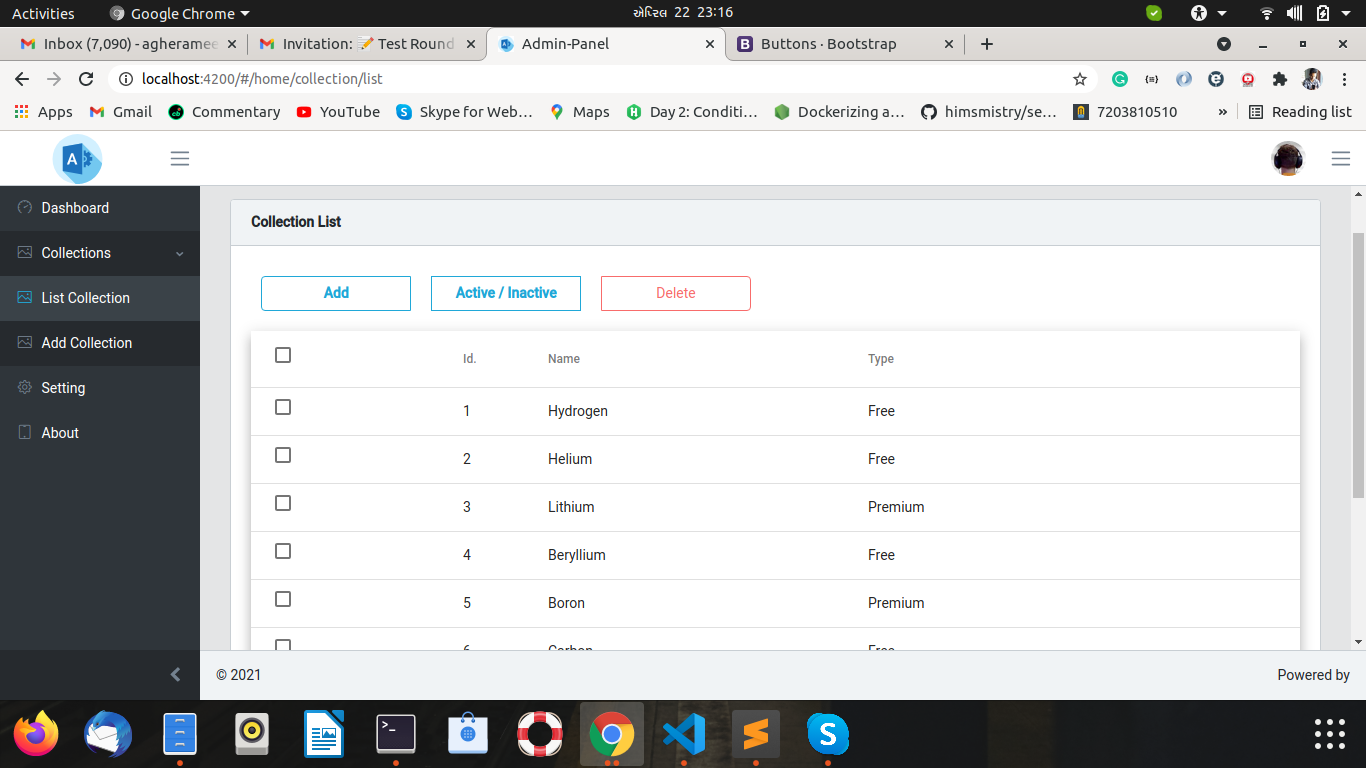 Activities Google Chrome એપ્રિલ 22 23:16
Inbox (7,090) - agheramee Invitation: 📝 Test Round Admin-Panel Buttons · Bootstrap
localhost:4200/#/home/collection/list
Apps Gmail Commentary YouTube Skype for Web… Maps Day 2: Conditi… Dockerizing a… himsmistry/se… 7203810510 » Reading list
Dashboard
Collections
List Collection
Add Collection
Setting
About
Collection List
Add Active / Inactive Delete
Id. Name Type
1 Hydrogen Free
2 Helium Free
3 Lithium Premium
4 Beryllium Free
5 Boron Premium
6 Carbon Free
© 2021 Powered by